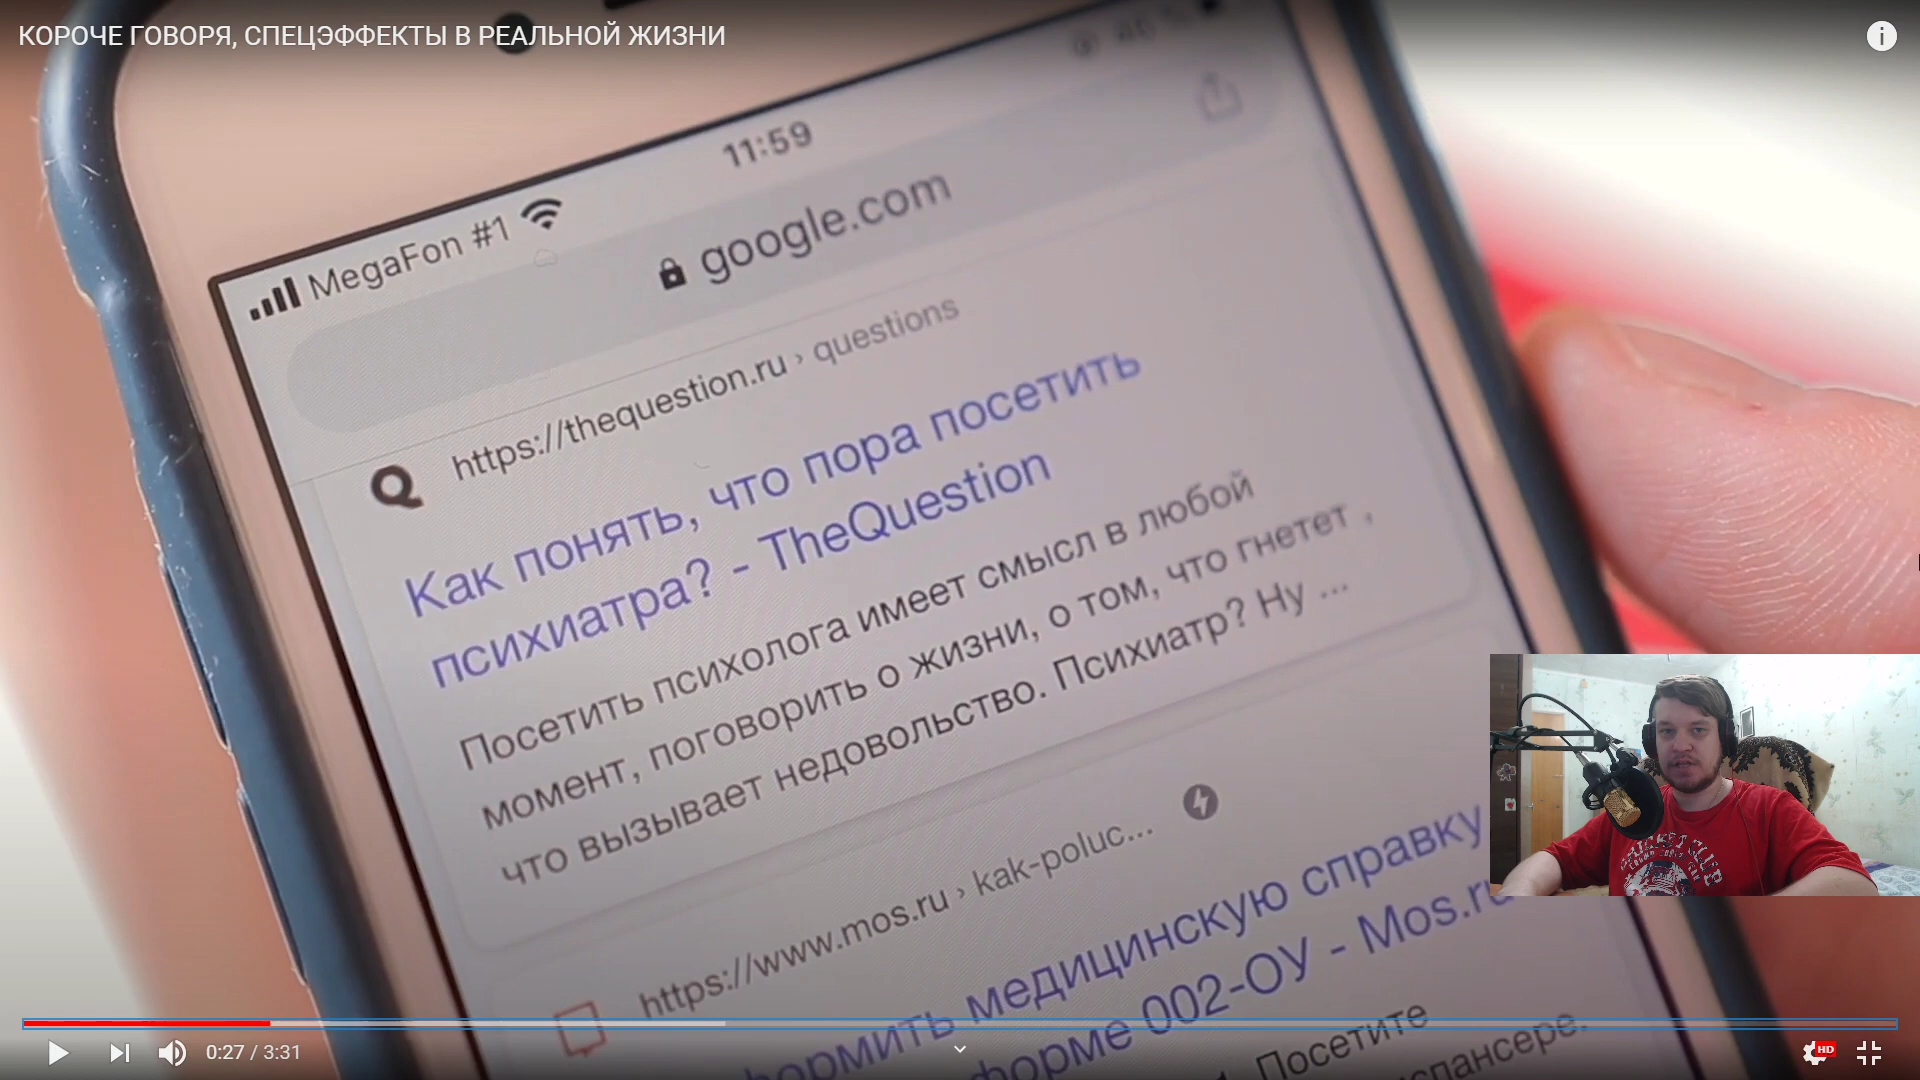 КОРОЧЕ ГОВОРЯ, СПЕЦЭФФЕКТЫ В РЕАЛЬНОЙ ЖИЗНИ
11:59
MegaFon #1
google.com
https://thequestion.ru › questions
Как понять, что пора посетить
психиатра? - TheQuestion
Посетить психолога имеет смысл в любой
момент, поговорить о жизни, о том, что гнетет ,
что вызывает недовольство. Психиатр? Ну ...
https://www.mos.ru › kak-poluc...
медицинскую справку
форме 002-ОУ - Mos.ru
Посетите
0:27 / 3:31
HD